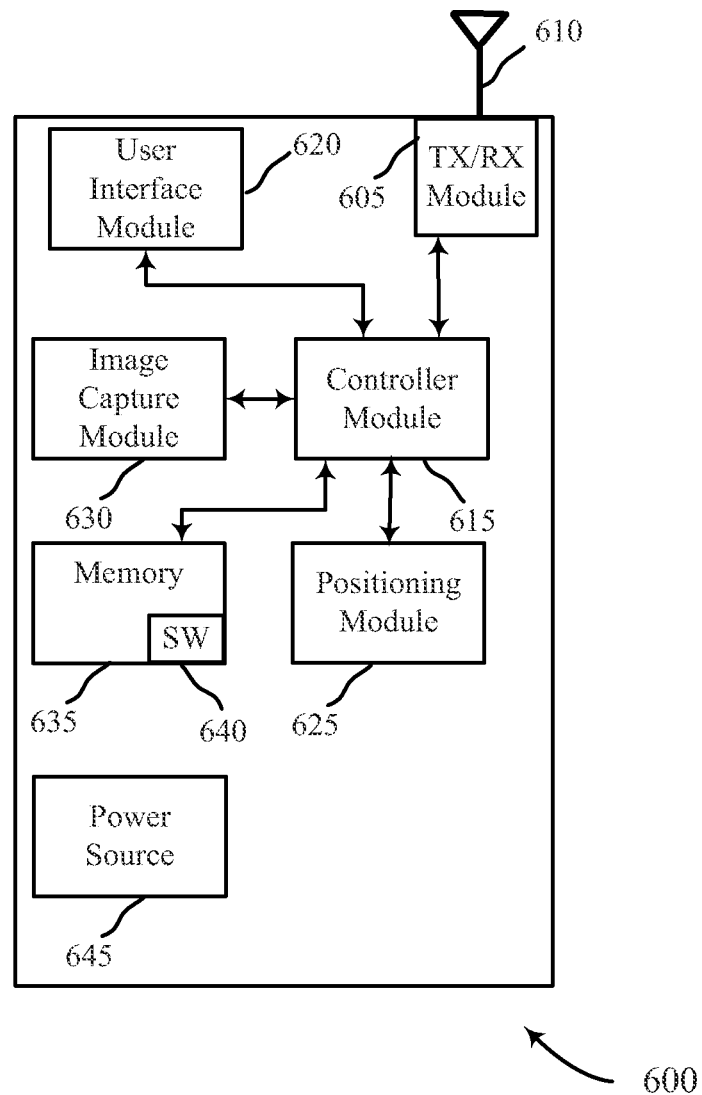 610
User
Interface
Module
620
605
TX/RX
Module
Image
Capture
Module
630
Controller
Module
615
Memory
SW
635
640
Positioning
Module
625
Power
Source
645
600